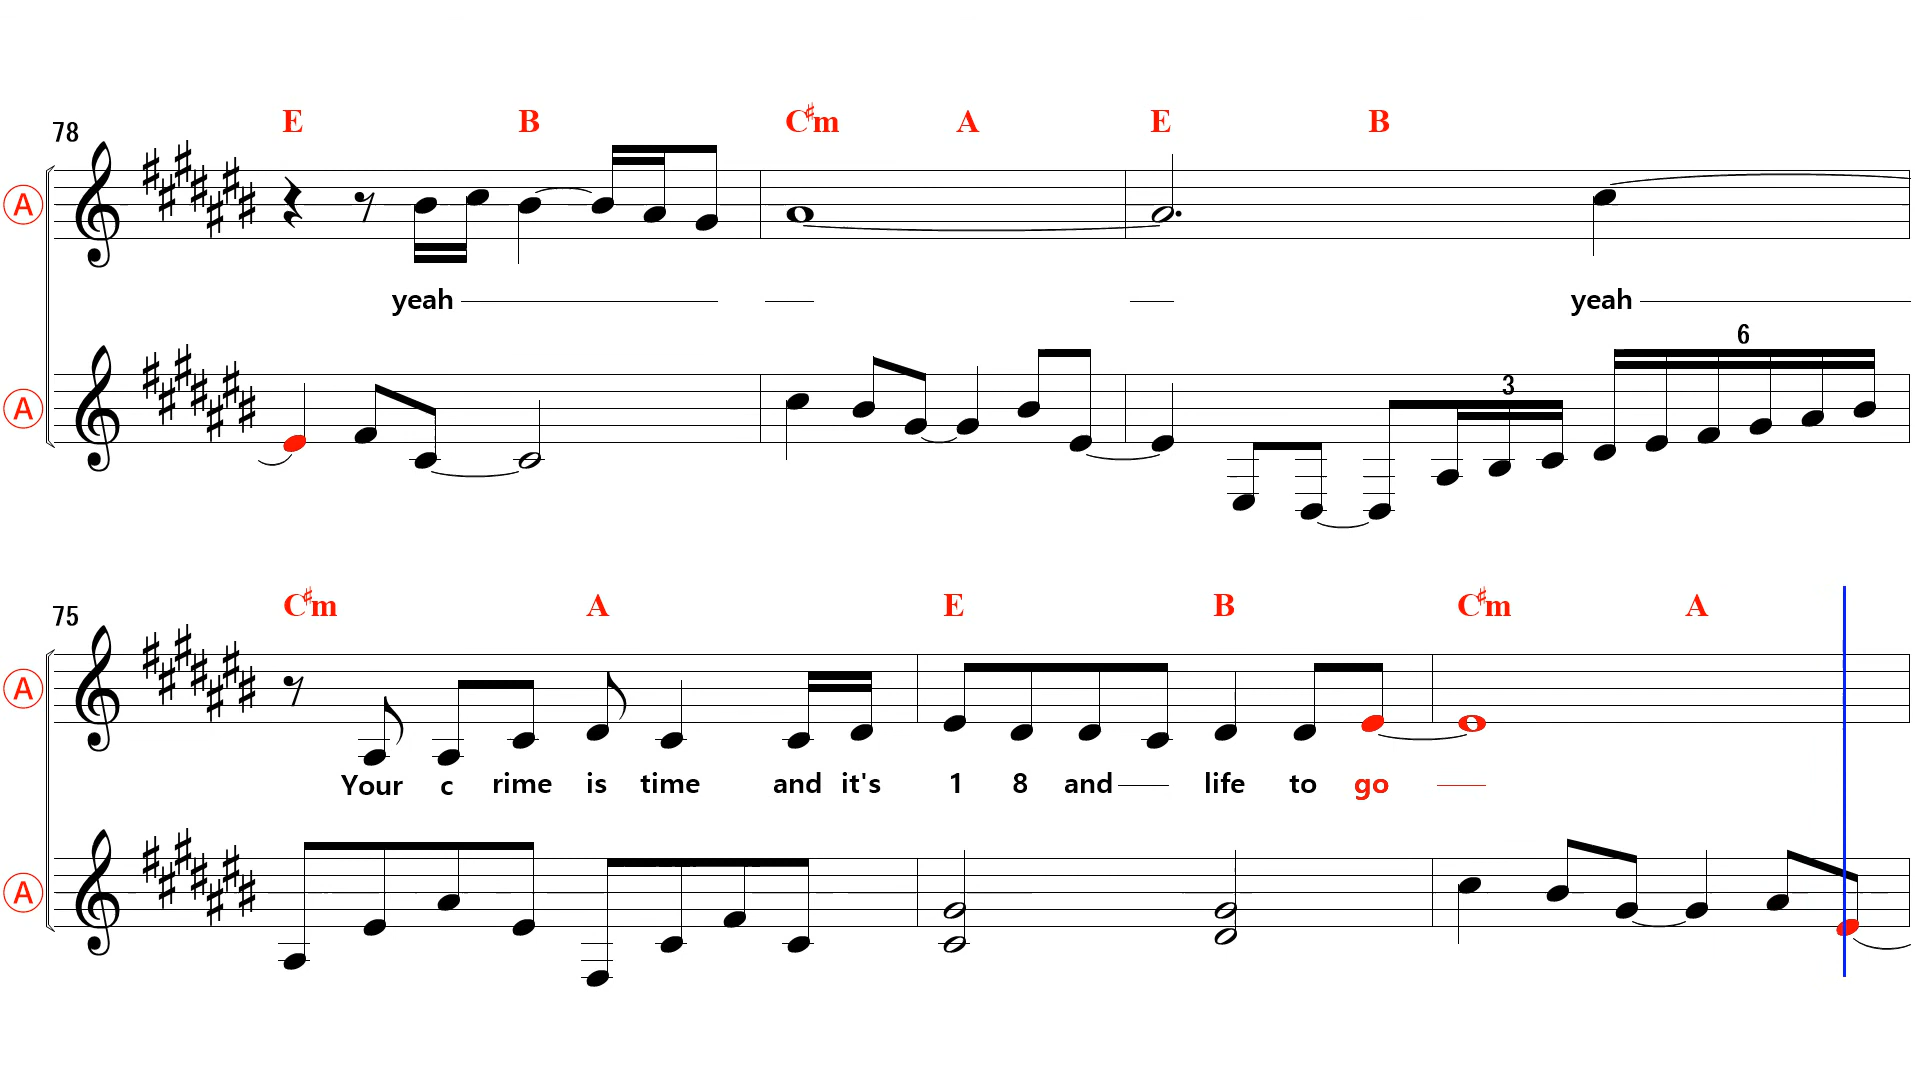 E B C♯m A E B
78
A
yeah yeah
6
3
A
C♯m A E B C♯m A
75
A
Your c rime is time and it's 1 8 and life to go
A